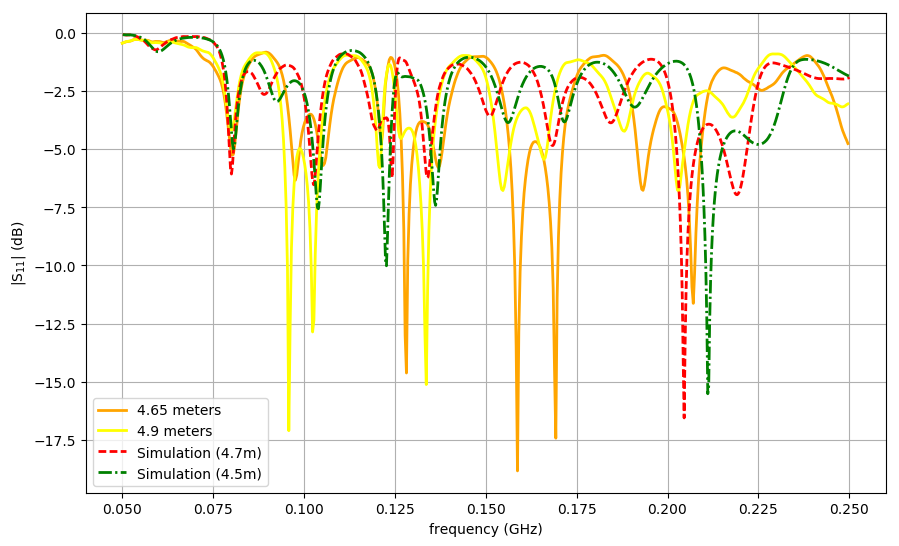 0.0
−2.5
−5.0
−7.5
−10.0
−12.5
−15.0
−17.5
|S11| (dB)
4.65 meters
4.9 meters
Simulation (4.7m)
Simulation (4.5m)
0.050 0.075 0.100 0.125 0.150 0.175 0.200 0.225 0.250
frequency (GHz)